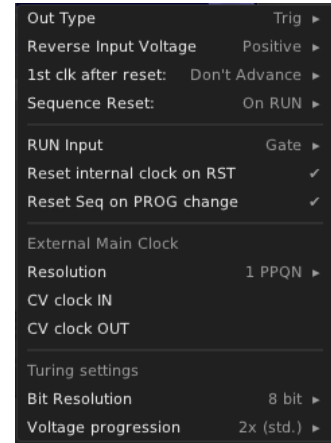 Out Type Trig ▸
Reverse Input Voltage Positive ▸
1st clk after reset: Don't Advance ▸
Sequence Reset: On RUN ▸
RUN Input Gate ▸
Reset internal clock on RST ✔
Reset Seq on PROG change ✔
External Main Clock
Resolution 1 PPQN ▸
CV clock IN
CV clock OUT
Turing settings
Bit Resolution 8 bit ▸
Voltage progression 2x (std.) ▸